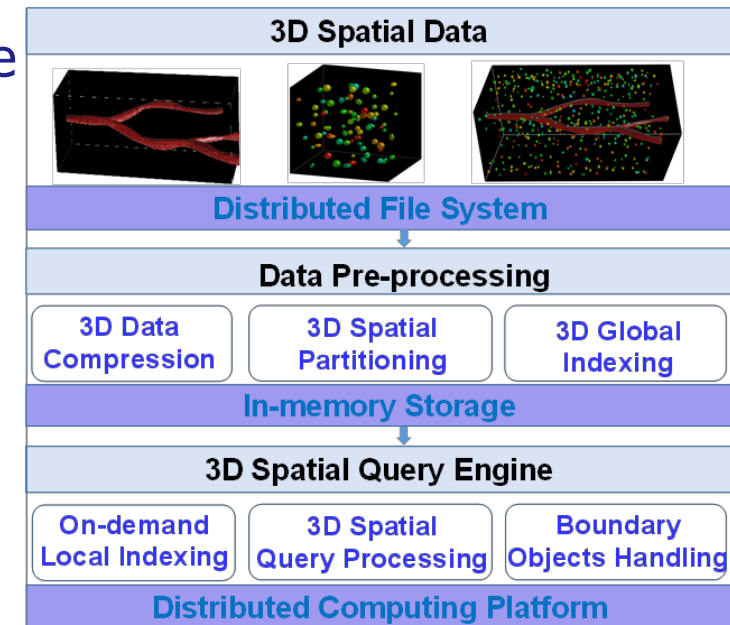 e
3D Spatial Data
Distributed File System
Data Pre-processing
3D Data
Compression
3D Spatial
Partitioning
3D Global
Indexing
In-memory Storage
3D Spatial Query Engine
On-demand
Local Indexing
3D Spatial
Query Processing
Boundary
Objects Handling
Distributed Computing Platform